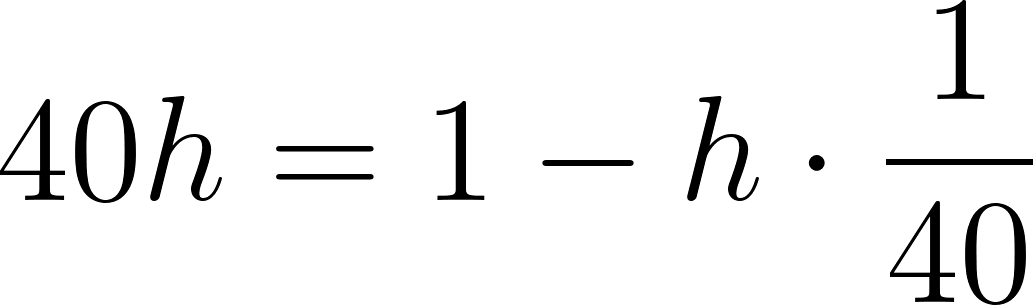 40h = 1 − h · 1/40